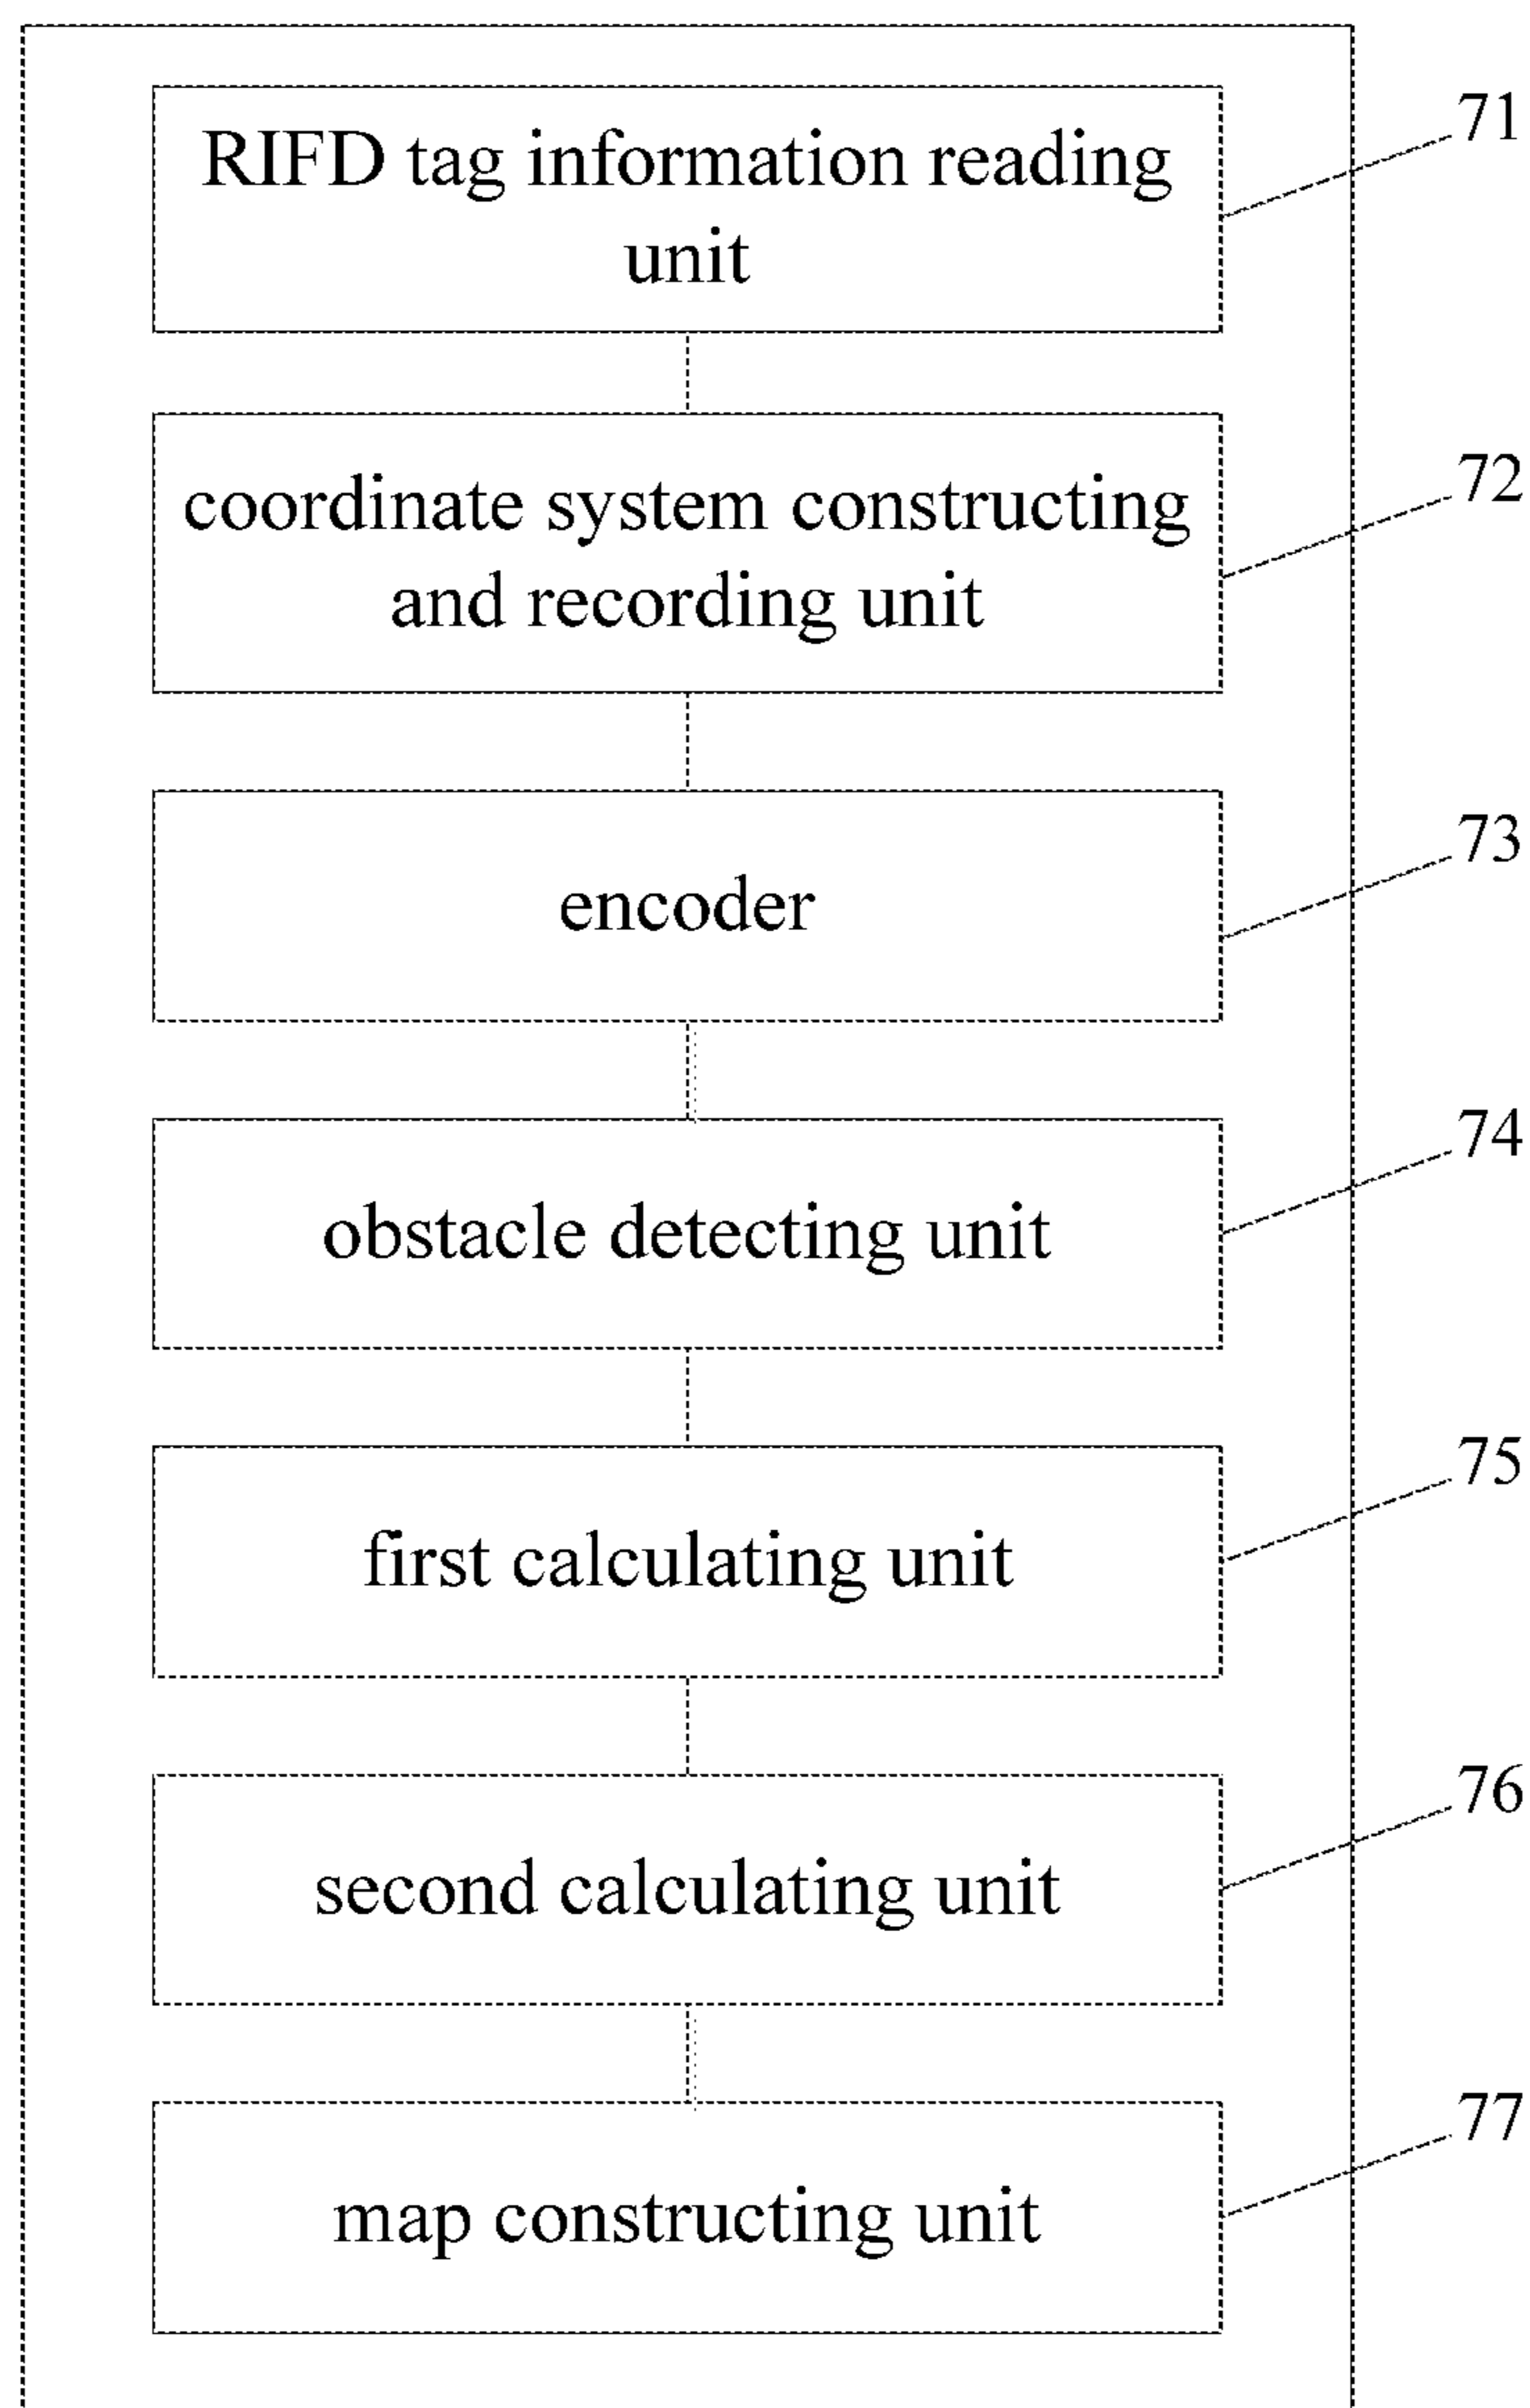 RIFD tag information reading
unit
71
coordinate system constructing
and recording unit
72
encoder
73
obstacle detecting unit
74
first calculating unit
75
second calculating unit
76
map constructing unit
77